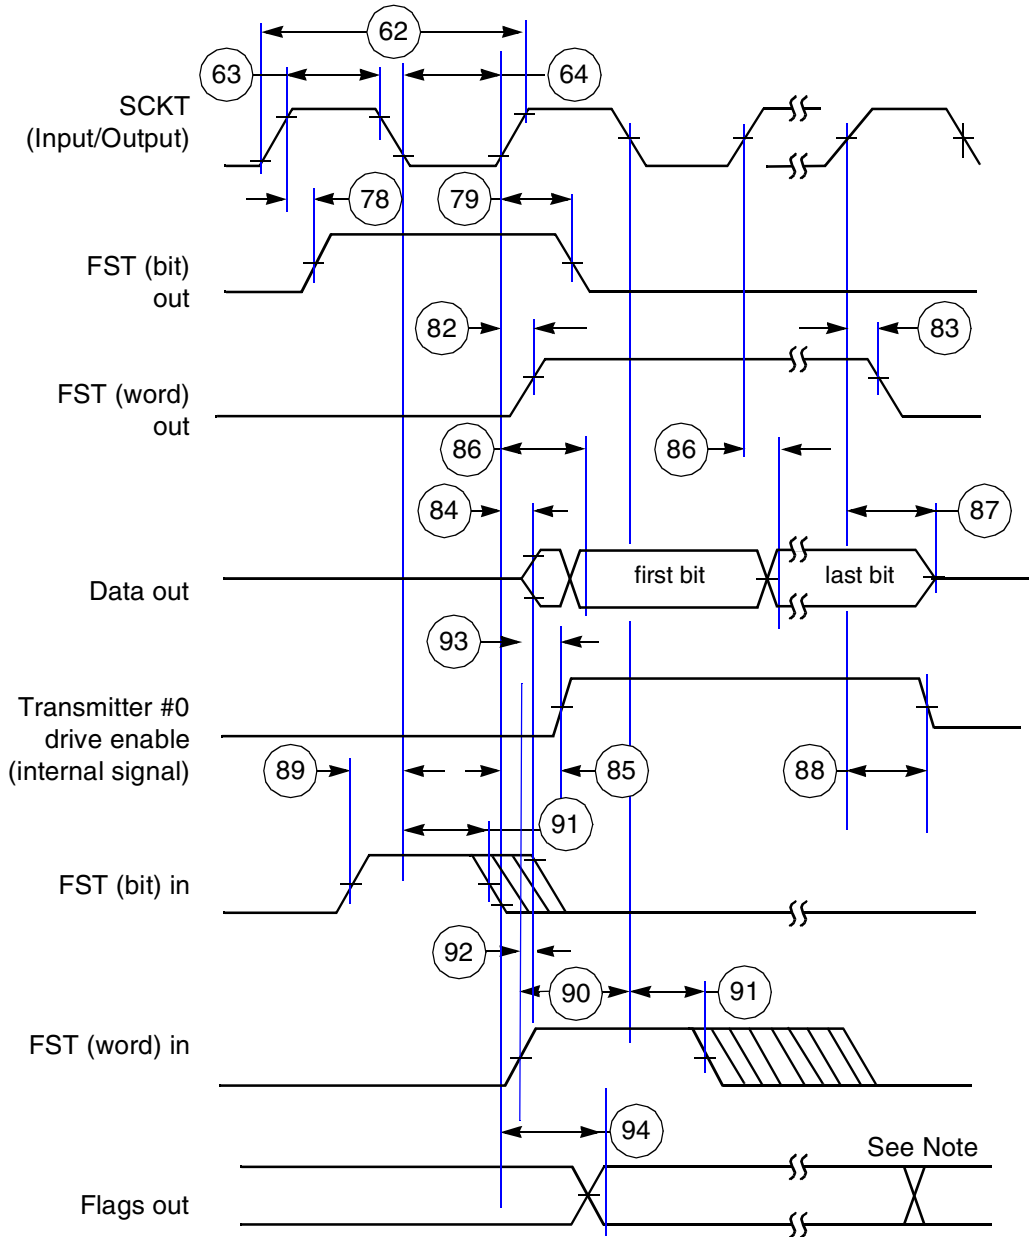 62
63
64
SCKT
(Input/Output)
78
79
FST (bit)
out
82
83
FST (word)
out
86
86
84
87
Data out
first bit
last bit
93
Transmitter #0
drive enable
(internal signal)
89
85
88
91
FST (bit) in
92
90
91
FST (word) in
94
See Note
Flags out